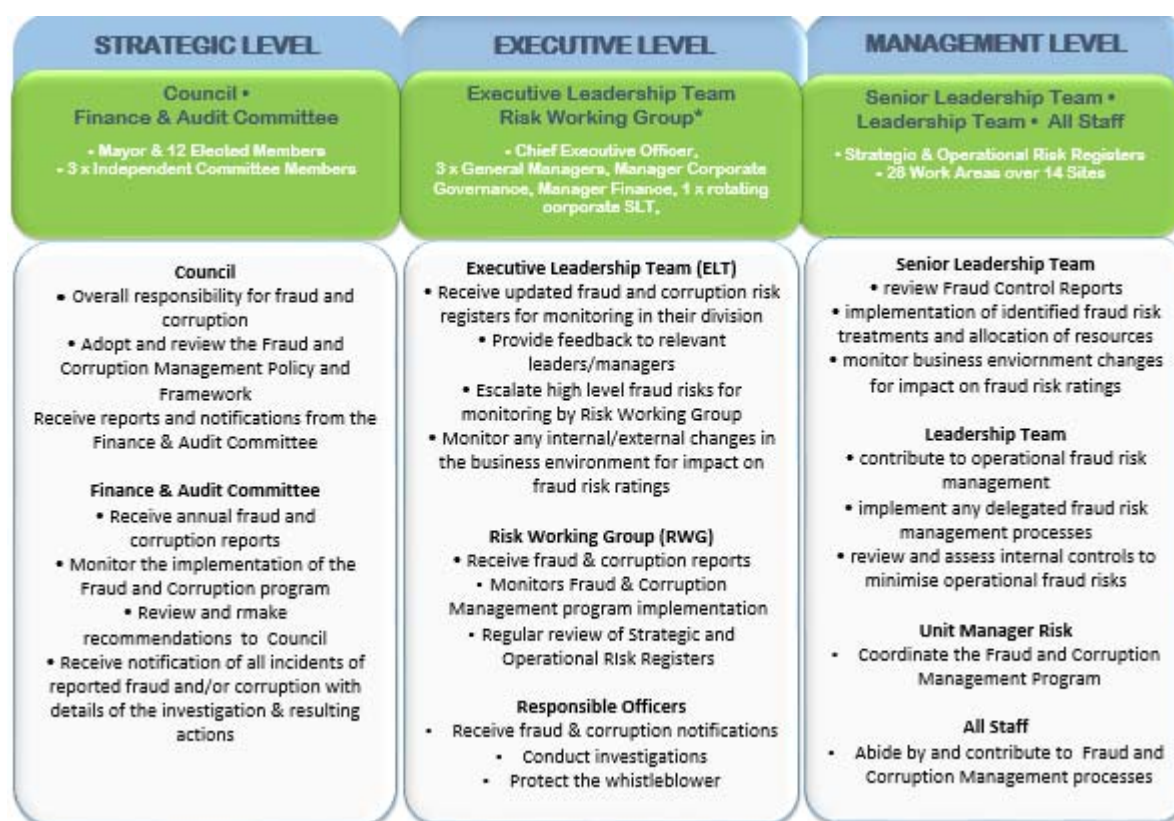 STRATEGIC LEVEL
Council •
Finance & Audit Committee
- Mayor & 12 Elected Members
- 3 x Independent Committee Members
Council
• Overall responsibility for fraud and
corruption
• Adopt and review the Fraud and
Corruption Management Policy and
Framework
Receive reports and notifications from the
Finance & Audit Committee
Finance & Audit Committee
• Receive annual fraud and
corruption reports
• Monitor the implementation of the
Fraud and Corruption program
• Review and rmake
recommendations to Council
• Receive notification of all incidents of
reported fraud and/or corruption with
details of the investigation & resulting
actions
EXECUTIVE LEVEL
Executive Leadership Team
Risk Working Group*
- Chief Executive Officer,
3 x General Managers, Manager Corporate
Governance, Manager Finance, 1 x rotating
corporate SLT,
Executive Leadership Team (ELT)
• Receive updated fraud and corruption risk
registers for monitoring in their division
• Provide feedback to relevant
leaders/managers
• Escalate high level fraud risks for
monitoring by Risk Working Group
• Monitor any internal/external changes in
the business environment for impact on
fraud risk ratings
Risk Working Group (RWG)
• Receive fraud & corruption reports
• Monitors Fraud & Corruption
Management program implementation
• Regular review of Strategic and
Operational RIsk Registers
Responsible Officers
• Receive fraud & corruption notifications
• Conduct investigations
• Protect the whistleblower
MANAGEMENT LEVEL
Senior Leadership Team •
Leadership Team • All Staff
• Strategic & Operational Risk Registers
- 28 Work Areas over 14 Sites
Senior Leadership Team
• review Fraud Control Reports
• implementation of identified fraud risk
treatments and allocation of resources
• monitor business enviornment changes
for impact on fraud risk ratings
Leadership Team
• contribute to operational fraud risk
management
• implement any delegated fraud risk
management processes
• review and assess internal controls to
minimise operational fraud risks
Unit Manager Risk
• Coordinate the Fraud and Corruption
Management Program
All Staff
• Abide by and contribute to Fraud and
Corruption Management processes